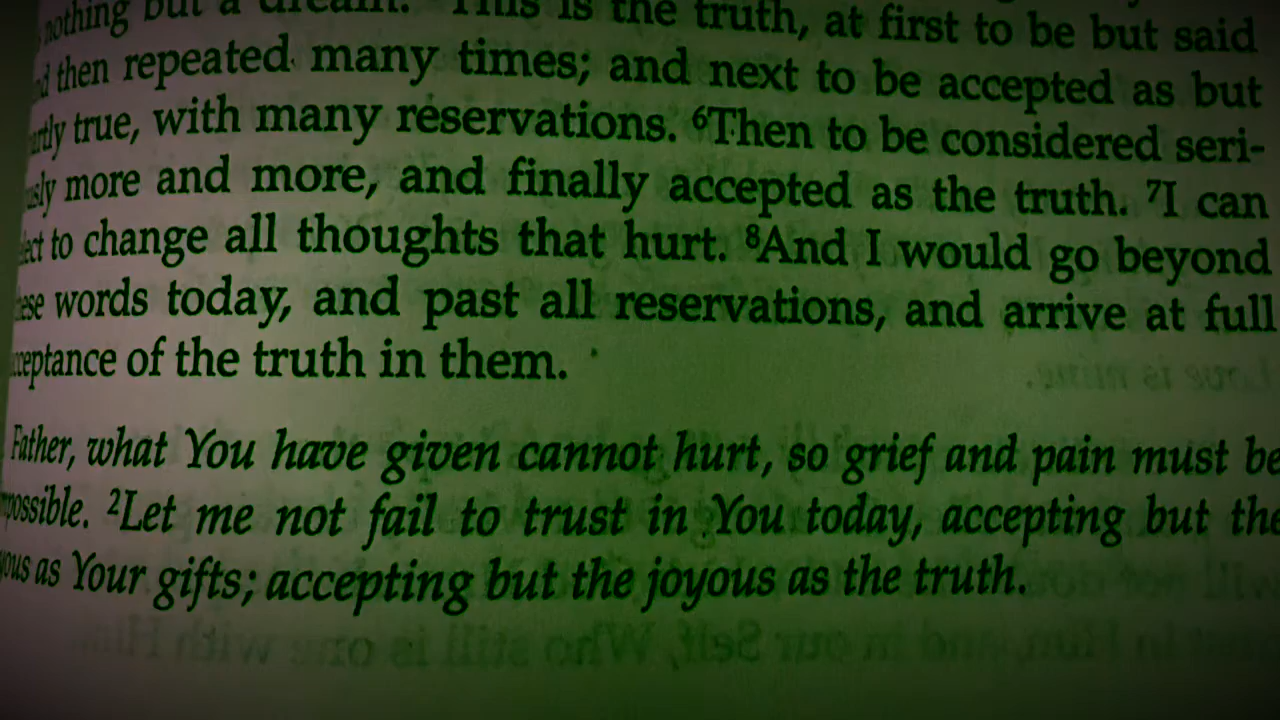 nothing but a dream. This is the truth, at first to be but said
then repeated many times; and next to be accepted as but
true, with many reservations. ⁶Then to be considered seri-
more and more, and finally accepted as the truth. ⁷I can
to change all thoughts that hurt. ⁸And I would go beyond
words today, and past all reservations, and arrive at full
of the truth in them.
Father, what You have given cannot hurt, so grief and pain must be
²Let me not fail to trust in You today, accepting but the
as Your gifts; accepting but the joyous as the truth.